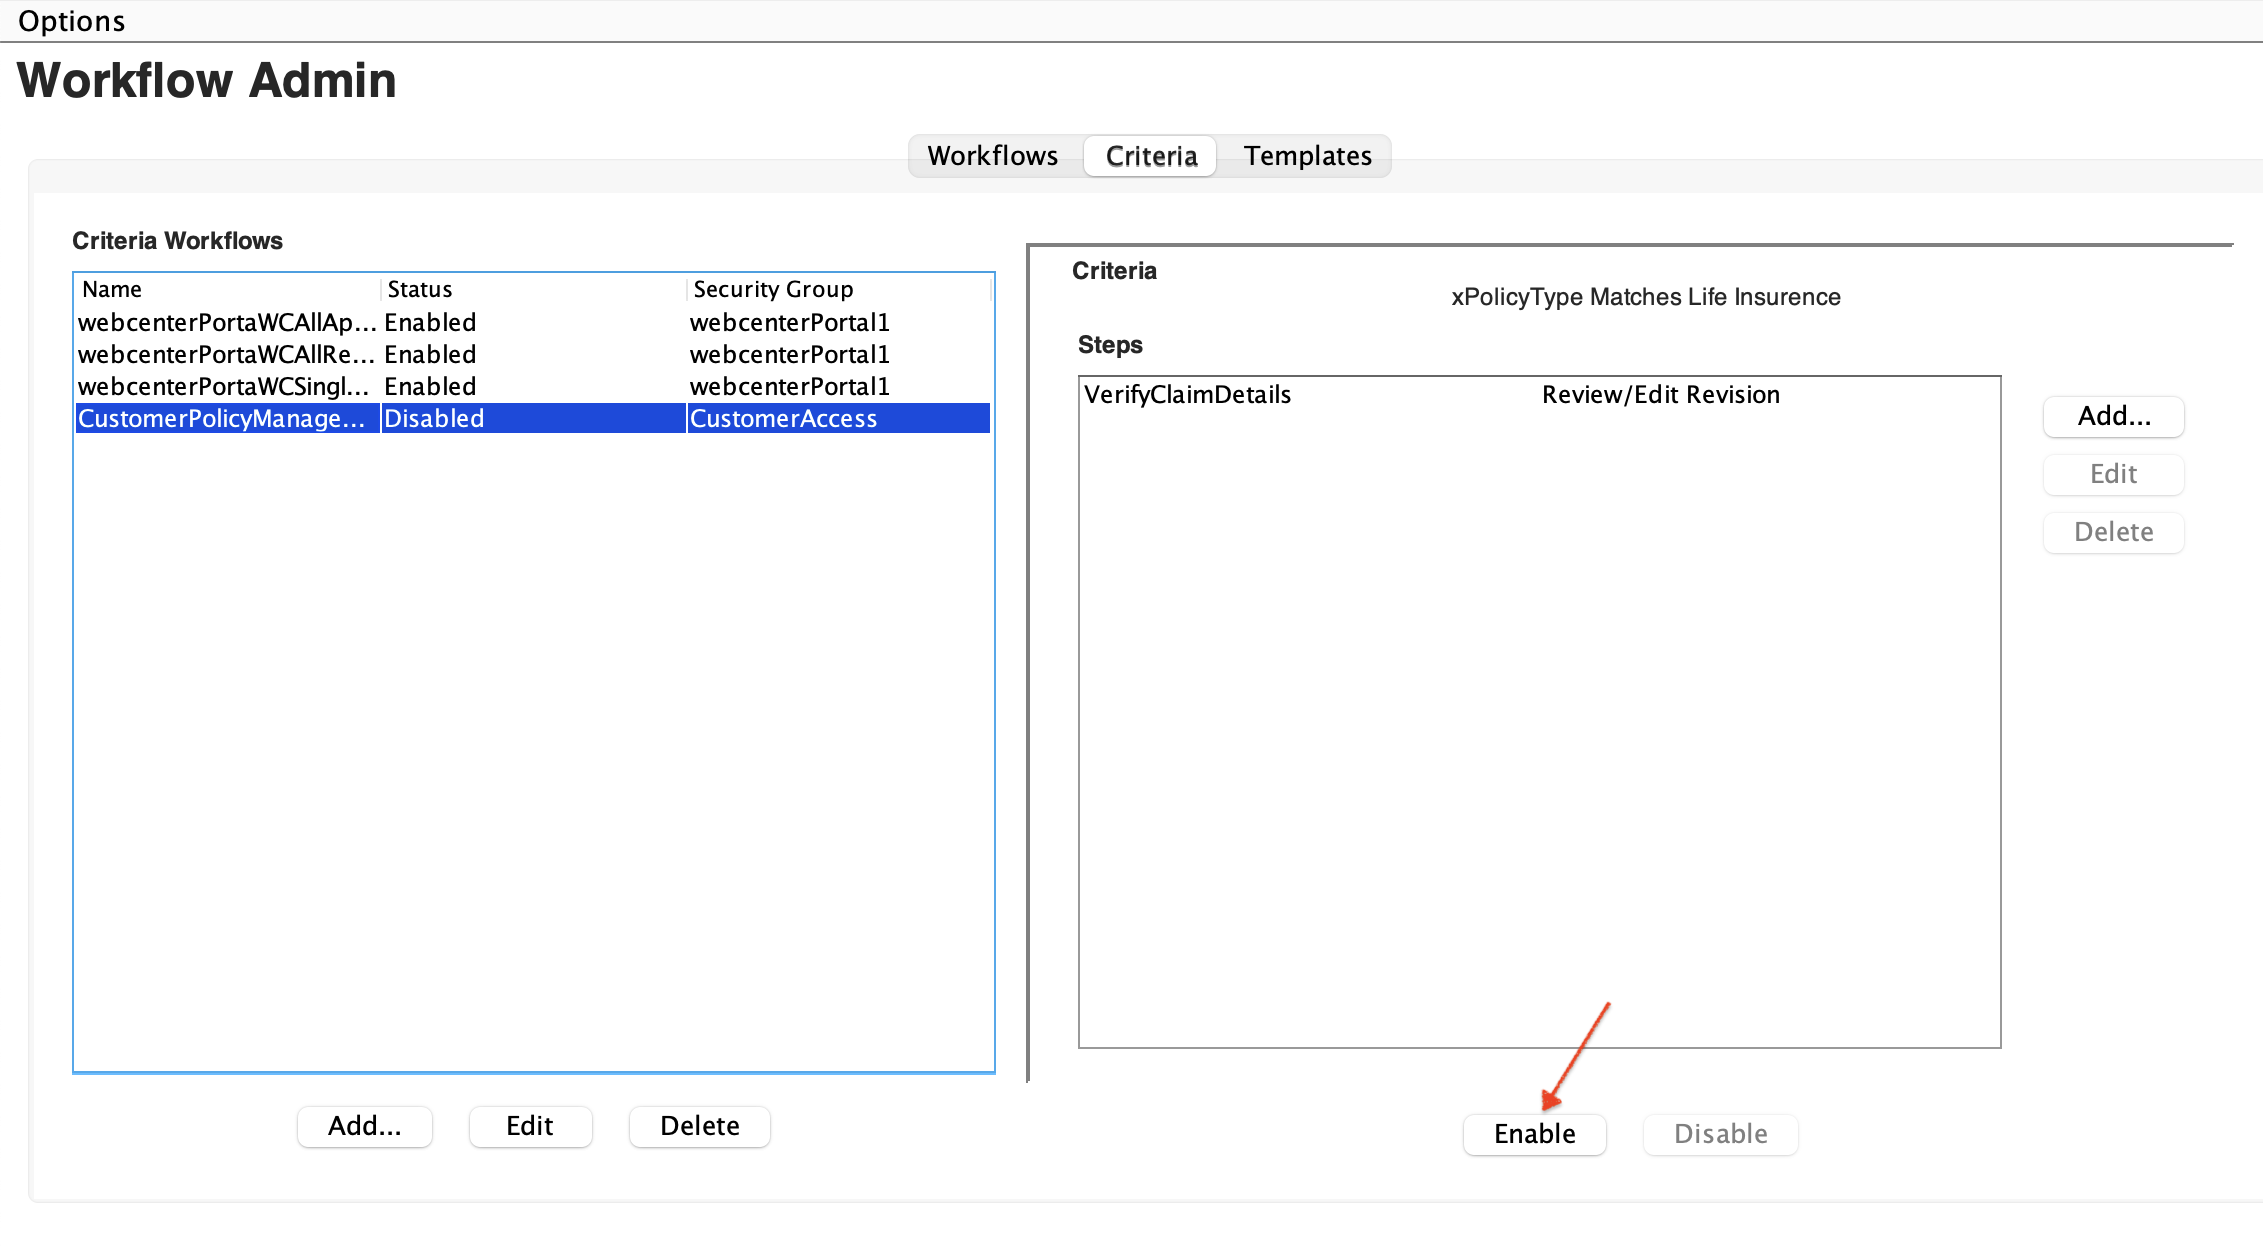 Options
Workflow Admin
Workflows Criteria Templates
Criteria Workflows
Name Status Security Group
webcenterPortaWCAllAp... Enabled webcenterPortal1
webcenterPortaWCAllRe... Enabled webcenterPortal1
webcenterPortaWCSingl... Enabled webcenterPortal1
CustomerPolicyManage... Disabled CustomerAccess
Add... Edit Delete
Criteria
xPolicyType Matches Life Insurence
Steps
VerifyClaimDetails Review/Edit Revision
Add...
Edit
Delete
Enable Disable